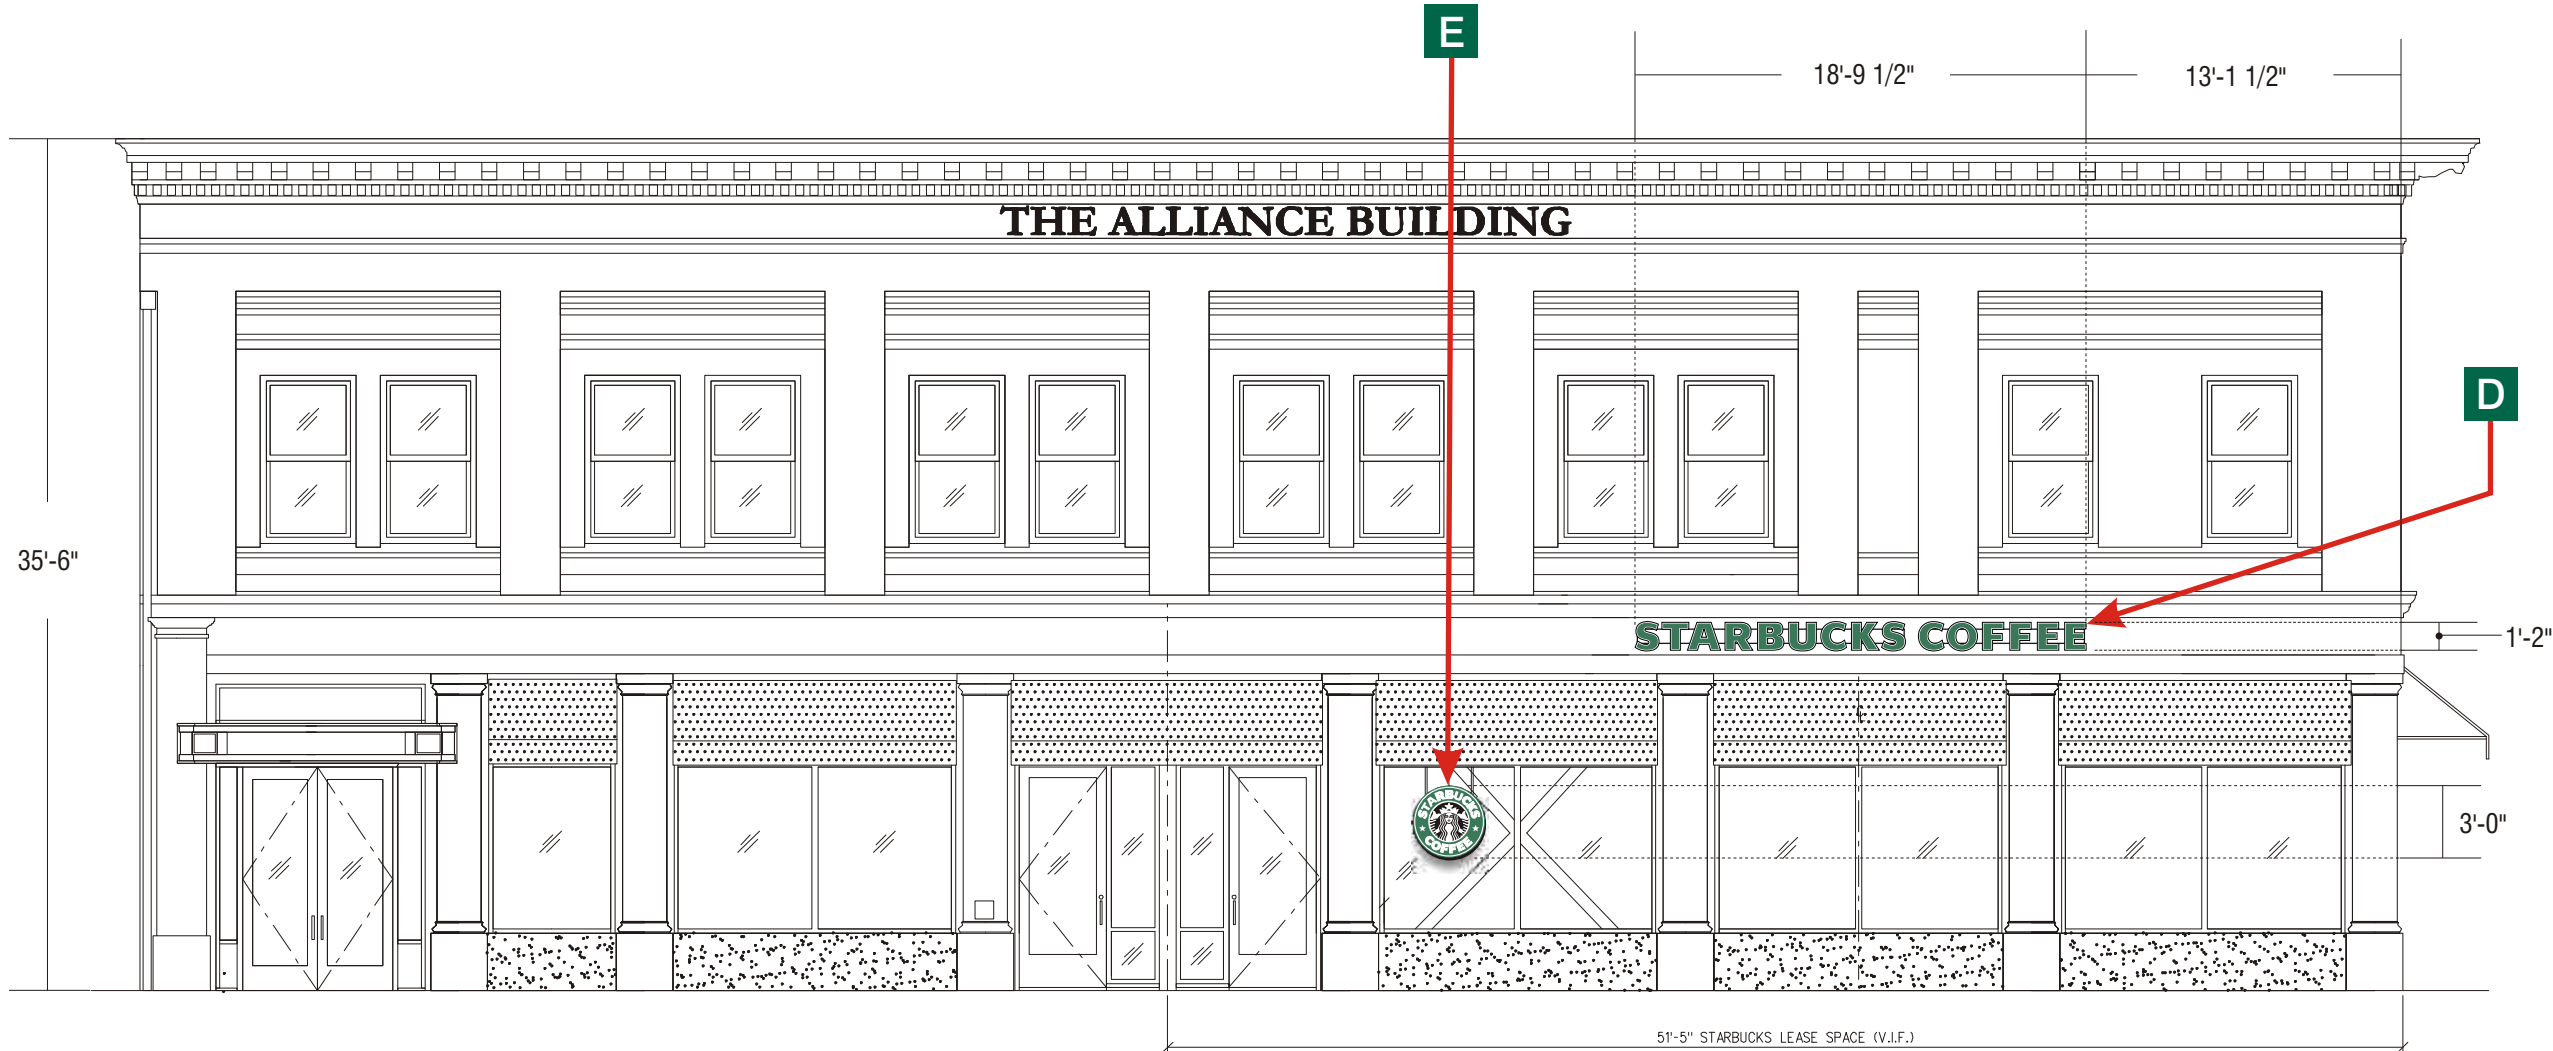 E
18'-9 1/2"
13'-1 1/2"
THE ALLIANCE BUILDING
D
35'-6"
STARBUCKS COFFEE
1'-2"
STARBUCKS
COFFEE
3'-0"
51'-5" STARBUCKS LEASE SPACE (V.I.F.)